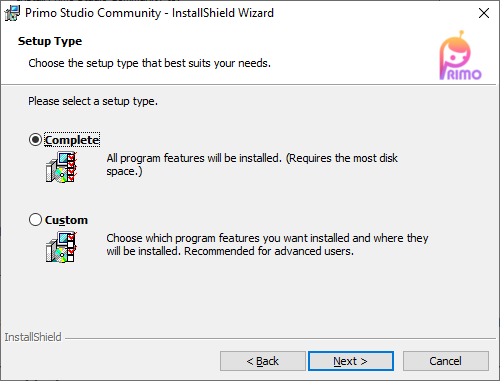 Primo Studio Community - InstallShield Wizard
Setup Type
Choose the setup type that best suits your needs.
PRIMO
Please select a setup type.
Complete
All program features will be installed. (Requires the most disk
space.)
Custom
Choose which program features you want installed and where they
will be installed. Recommended for advanced users.
InstallShield
< Back
Next >
Cancel